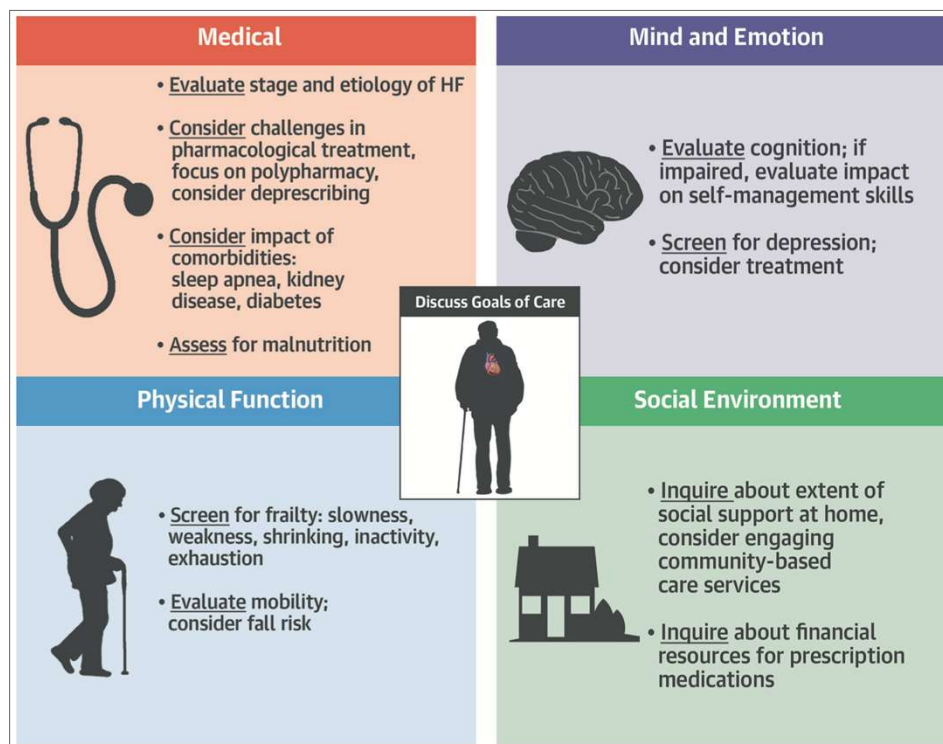 Medical
• Evaluate stage and etiology of HF
• Consider challenges in
pharmacological treatment,
focus on polypharmacy,
consider deprescribing
• Consider impact of
comorbidities:
sleep apnea, kidney
disease, diabetes
• Assess for malnutrition
Mind and Emotion
• Evaluate cognition; if
impaired, evaluate impact
on self-management skills
• Screen for depression;
consider treatment
Discuss Goals of Care
Physical Function
• Screen for frailty: slowness,
weakness, shrinking, inactivity,
exhaustion
• Evaluate mobility;
consider fall risk
Social Environment
• Inquire about extent of
social support at home,
consider engaging
community-based
care services
• Inquire about financial
resources for prescription
medications